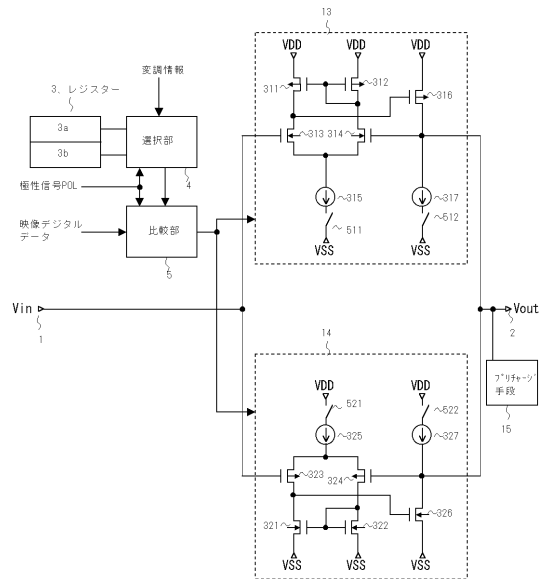 13
VDD
VDD
VDD
変調情報
3. レジスター
311
312
316
3a
3b
選択部
313
314
極性信号POL
4
315
317
映像デジタル
データ
比較部
511
512
5
VSS
VSS
Vin
1
Vout
2
14
VDD
VDD
プリチャージ
手段
521
522
15
325
327
323
324
321
322
326
VSS
VSS
VSS